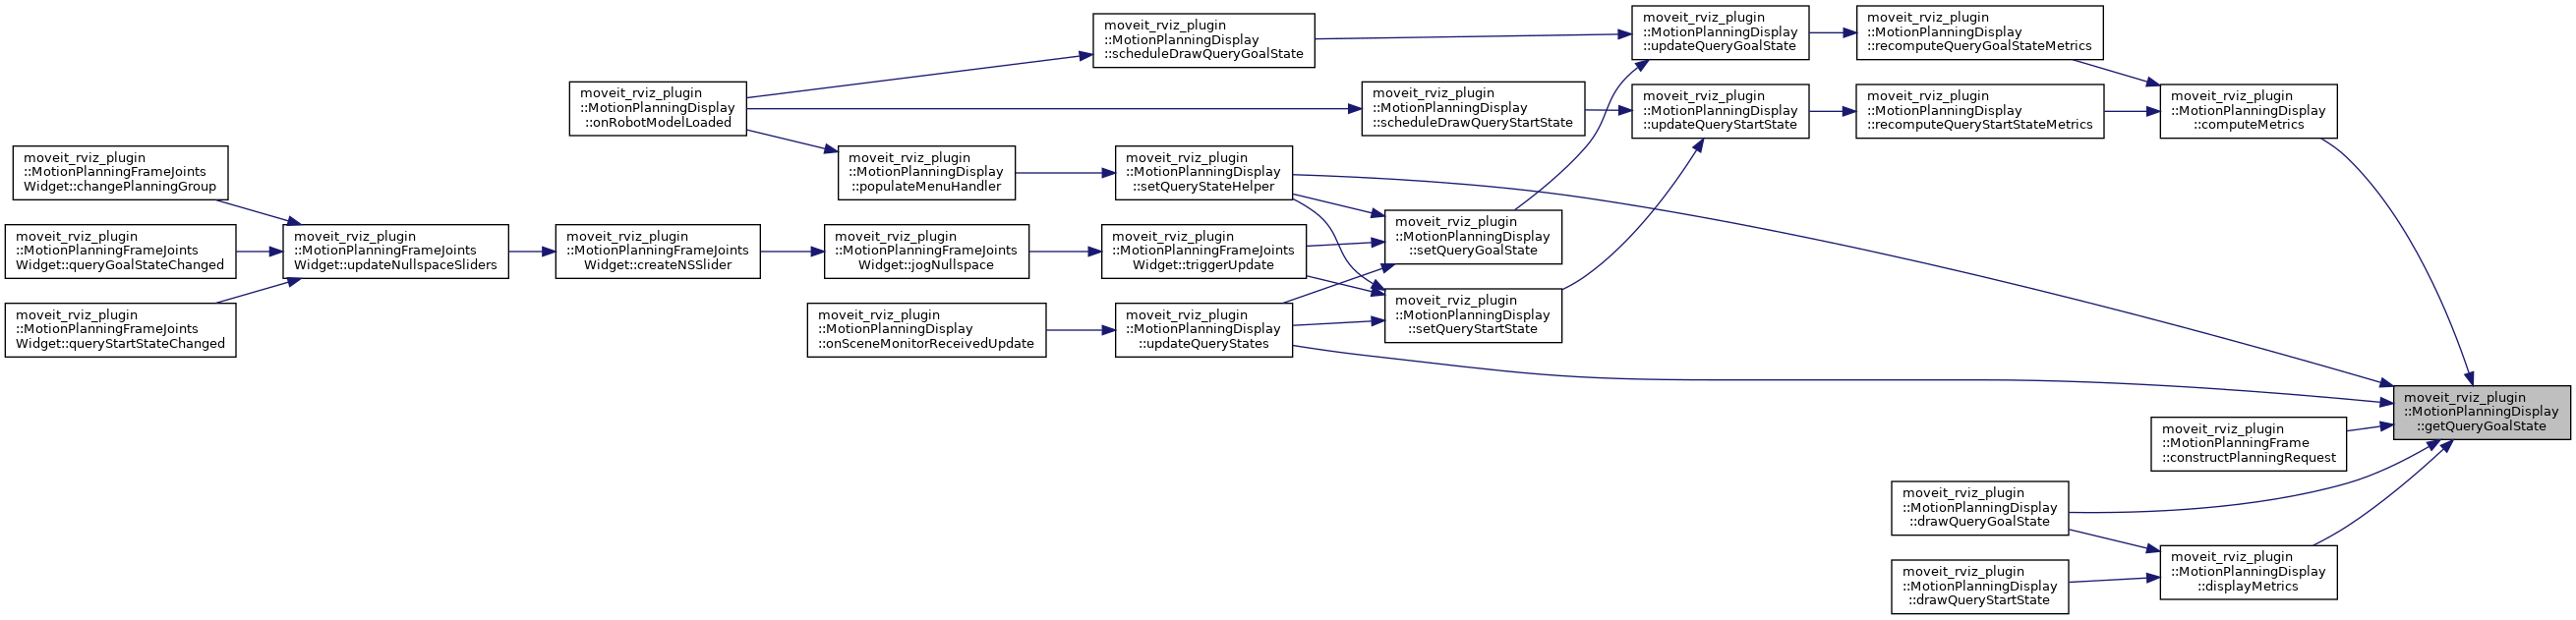 moveit_rviz_plugin
::MotionPlanningDisplay
::scheduleDrawQueryGoalState
moveit_rviz_plugin
::MotionPlanningDisplay
::updateQueryGoalState
moveit_rviz_plugin
::MotionPlanningDisplay
::recomputeQueryGoalStateMetrics
moveit_rviz_plugin
::MotionPlanningDisplay
::onRobotModelLoaded
moveit_rviz_plugin
::MotionPlanningDisplay
::scheduleDrawQueryStartState
moveit_rviz_plugin
::MotionPlanningDisplay
::updateQueryStartState
moveit_rviz_plugin
::MotionPlanningDisplay
::recomputeQueryStartStateMetrics
moveit_rviz_plugin
::MotionPlanningDisplay
::computeMetrics
moveit_rviz_plugin
::MotionPlanningFrameJoints
Widget::changePlanningGroup
moveit_rviz_plugin
::MotionPlanningDisplay
::populateMenuHandler
moveit_rviz_plugin
::MotionPlanningDisplay
::setQueryStateHelper
moveit_rviz_plugin
::MotionPlanningDisplay
::setQueryGoalState
moveit_rviz_plugin
::MotionPlanningFrameJoints
Widget::queryGoalStateChanged
moveit_rviz_plugin
::MotionPlanningFrameJoints
Widget::updateNullspaceSliders
moveit_rviz_plugin
::MotionPlanningFrameJoints
Widget::createNSSlider
moveit_rviz_plugin
::MotionPlanningFrameJoints
Widget::jogNullspace
moveit_rviz_plugin
::MotionPlanningFrameJoints
Widget::triggerUpdate
moveit_rviz_plugin
::MotionPlanningDisplay
::setQueryStartState
moveit_rviz_plugin
::MotionPlanningFrameJoints
Widget::queryStartStateChanged
moveit_rviz_plugin
::MotionPlanningDisplay
::onSceneMonitorReceivedUpdate
moveit_rviz_plugin
::MotionPlanningDisplay
::updateQueryStates
moveit_rviz_plugin
::MotionPlanningDisplay
::getQueryGoalState
moveit_rviz_plugin
::MotionPlanningFrame
::constructPlanningRequest
moveit_rviz_plugin
::MotionPlanningDisplay
::drawQueryGoalState
moveit_rviz_plugin
::MotionPlanningDisplay
::displayMetrics
moveit_rviz_plugin
::MotionPlanningDisplay
::drawQueryStartState